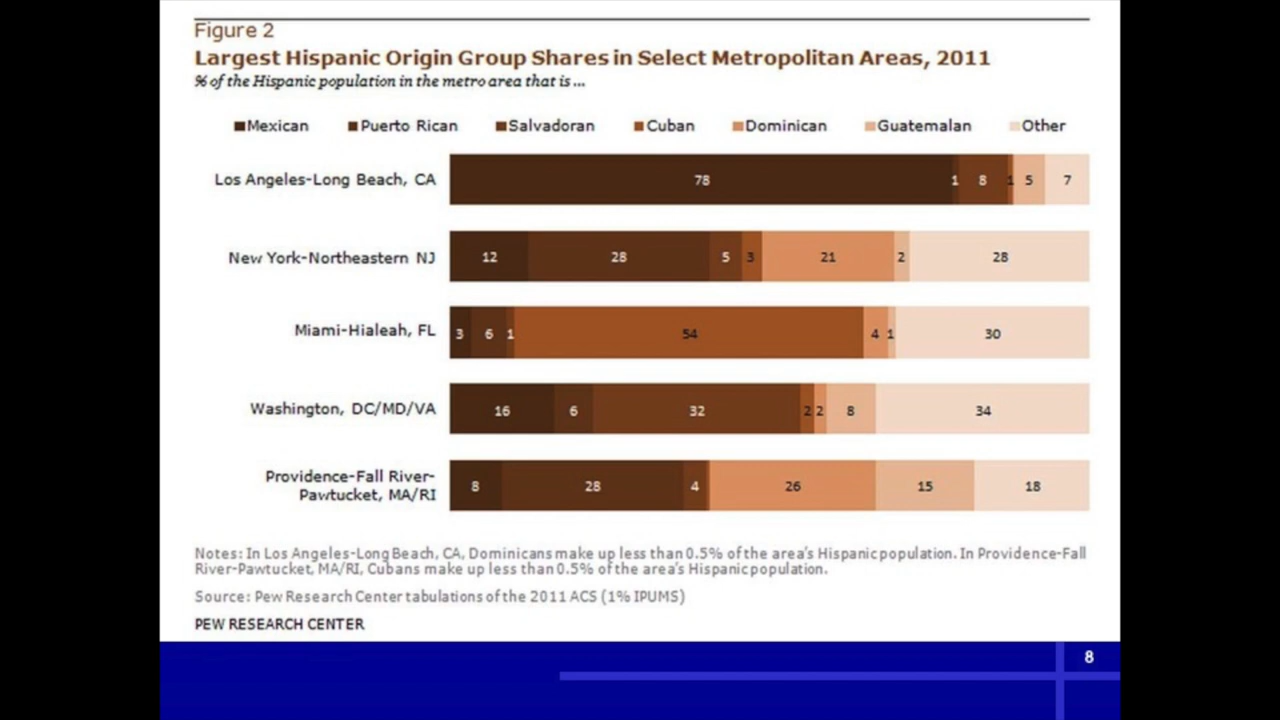 Figure 2
Largest Hispanic Origin Group Shares in Select Metropolitan Areas, 2011
% of the Hispanic population in the metro area that is ...
Mexican Puerto Rican Salvadoran Cuban Dominican Guatemalan Other
Los Angeles-Long Beach, CA 78 1 8 1 5 7
New York-Northeastern NJ 12 28 5 3 21 2 28
Miami-Hialeah, FL 3 6 1 54 4 1 30
Washington, DC/MD/VA 16 6 32 2 2 8 34
Providence-Fall River-
Pawtucket, MA/RI 8 28 4 26 15 18
Notes: In Los Angeles-Long Beach, CA, Dominicans make up less than 0.5% of the area's Hispanic population. In Providence-Fall
River-Pawtucket, MA/RI, Cubans make up less than 0.5% of the area's Hispanic population.
Source: Pew Research Center tabulations of the 2011 ACS (1% IPUMS)
PEW RESEARCH CENTER
8